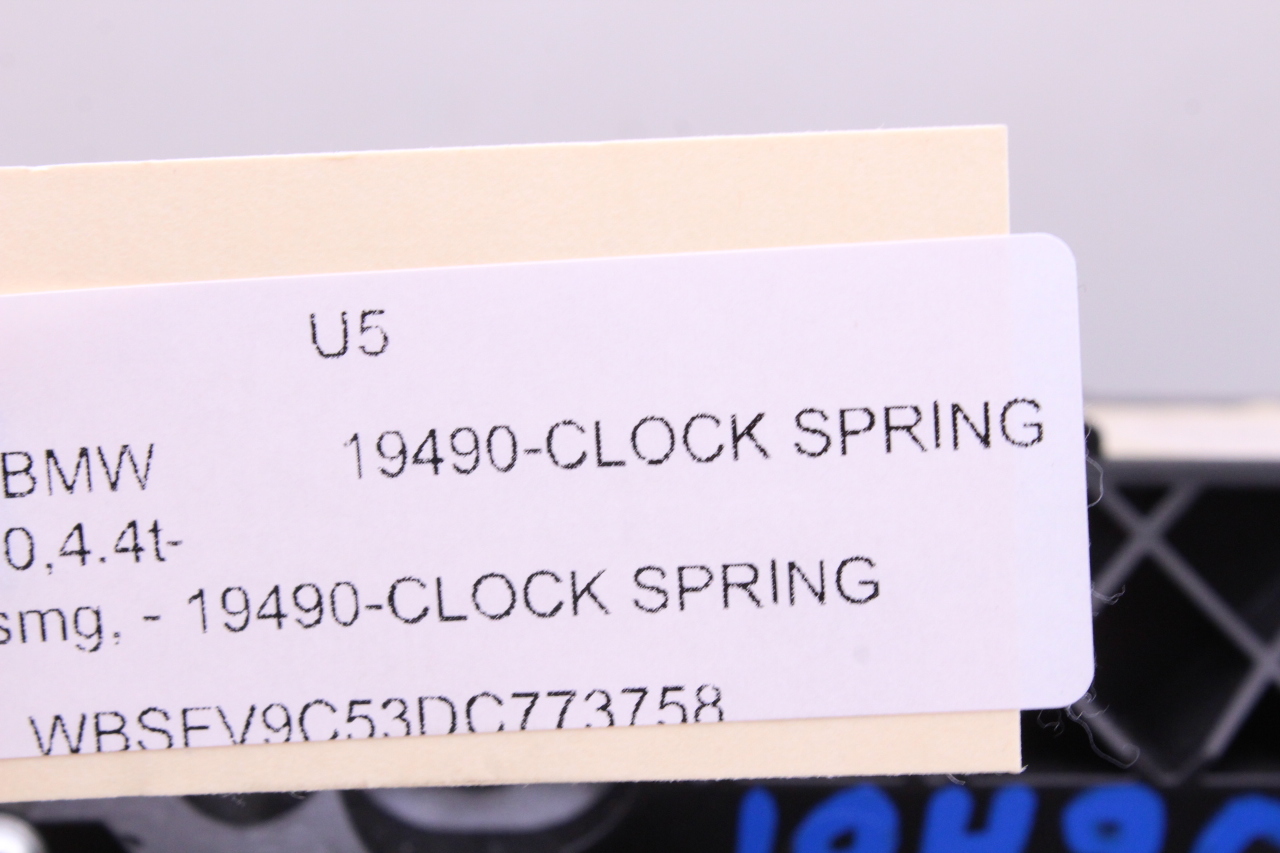 U5
BMW 19490-CLOCK SPRING
0,4.4t-
smg, - 19490-CLOCK SPRING
WBSFV9C53DC773758